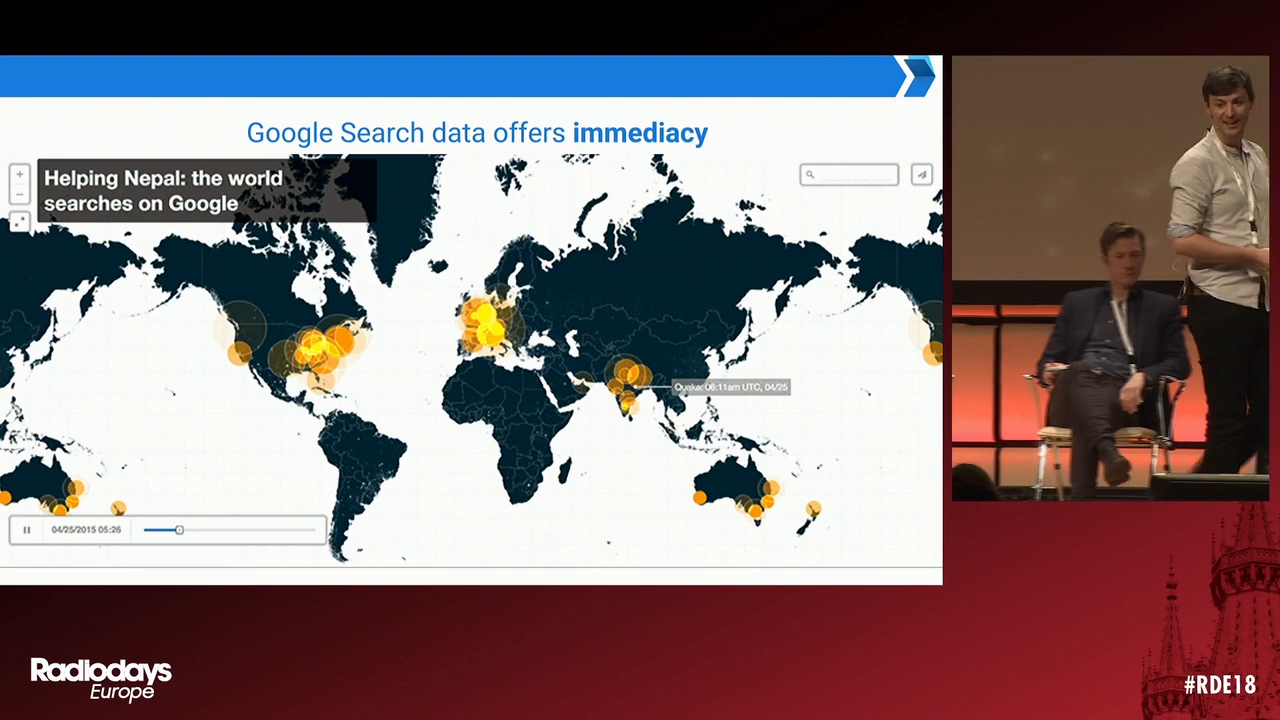 Google Search data offers immediacy
Helping Nepal: the world
searches on Google
Quake: 06:11am UTC, 04/25
04/25/2015 05:26
Radiodays
Europe
#RDE18